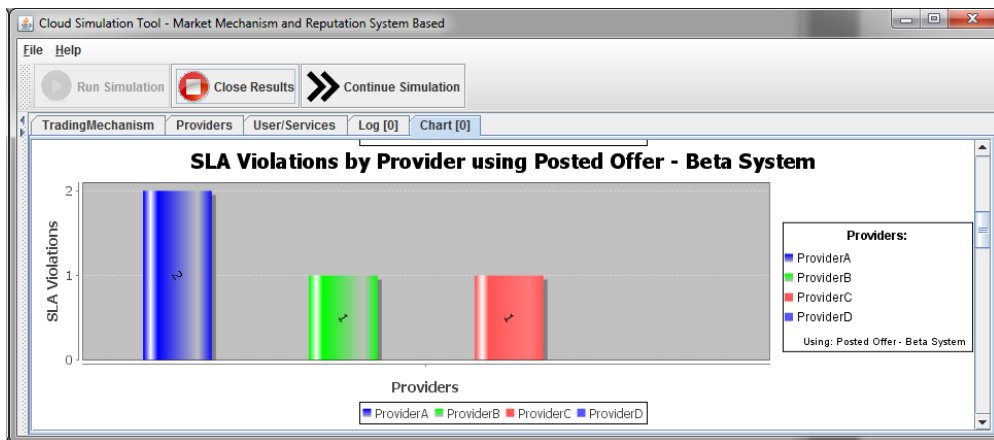 Cloud Simulation Tool - Market Mechanism and Reputation System Based
File Help
Run Simulation Close Results Continue Simulation
TradingMechanism Providers User/Services Log [0] Chart [0]
SLA Violations by Provider using Posted Offer - Beta System
SLA Violations
2
1
0
2
1
1
Providers
ProviderA ProviderB ProviderC ProviderD
Providers:
ProviderA
ProviderB
ProviderC
ProviderD
Using: Posted Offer - Beta System